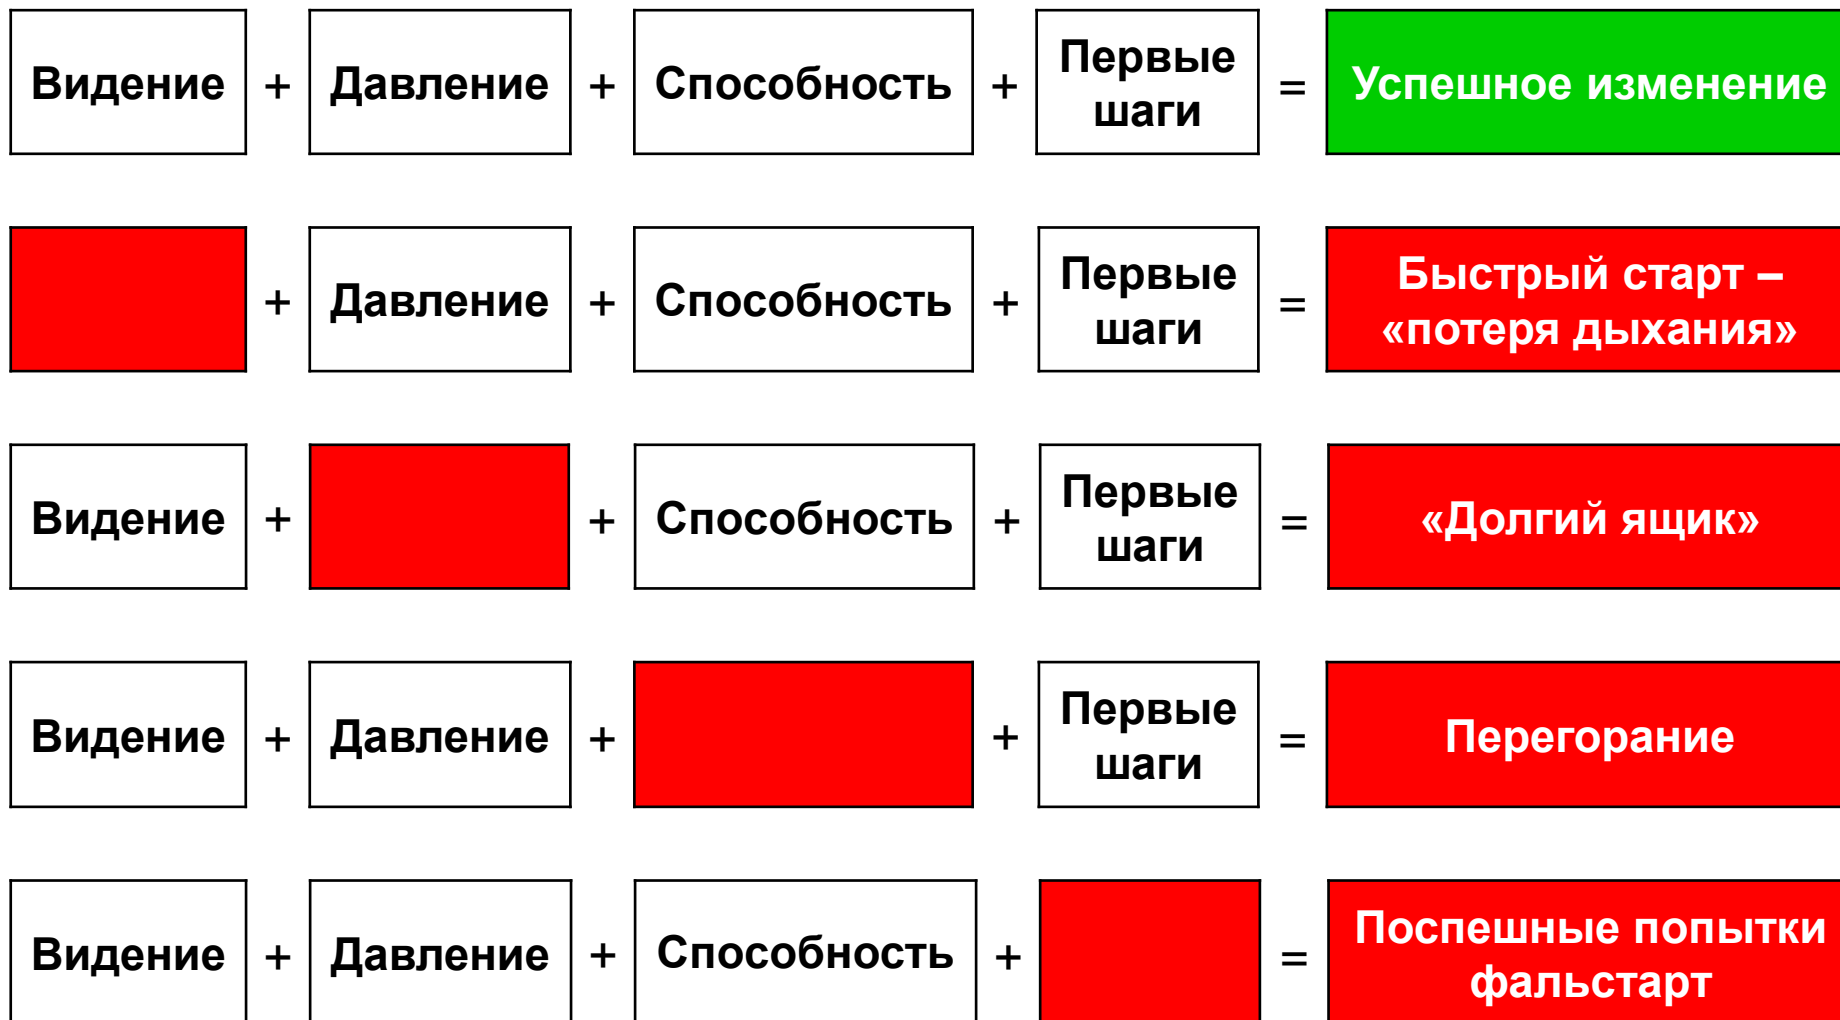 Видение + Давление + Способность + Первые шаги = Успешное изменение
+ Давление + Способность + Первые шаги = Быстрый старт – «потеря дыхания»
Видение + + Способность + Первые шаги = «Долгий ящик»
Видение + Давление + + Первые шаги = Перегорание
Видение + Давление + Способность + = Поспешные попытки фальстарт